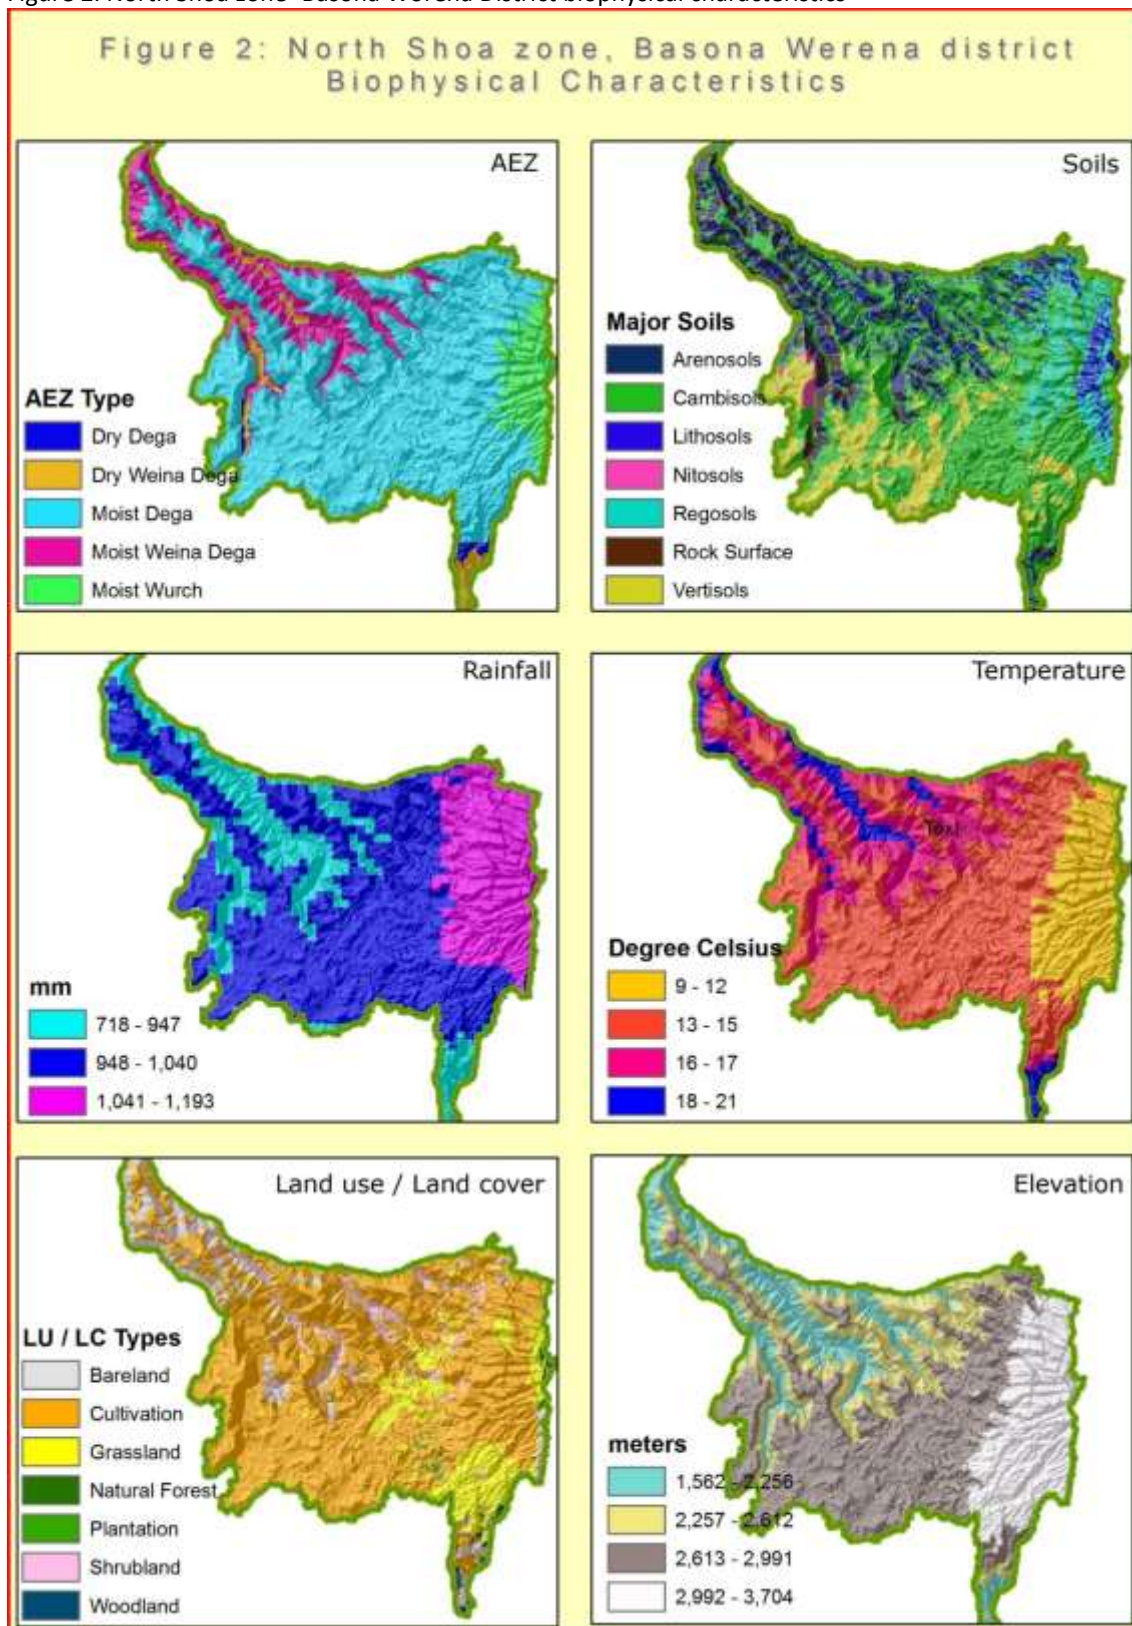 Figure 2: North Shoa zone, Basona Werena district
Biophysical Characteristics
AEZ
AEZ Type
Dry Dega
Dry Weina Dega
Moist Dega
Moist Weina Dega
Moist Wurch
Soils
Major Soils
Arenosols
Cambisols
Lithosols
Nitosols
Regosols
Rock Surface
Vertisols
Rainfall
mm
718 - 947
948 - 1,040
1,041 - 1,193
Temperature
Text
Degree Celsius
9 - 12
13 - 15
16 - 17
18 - 21
Land use / Land cover
LU / LC Types
Bareland
Cultivation
Grassland
Natural Forest
Plantation
Shrubland
Woodland
Elevation
meters
1,562 - 2,256
2,257 - 2,612
2,613 - 2,991
2,992 - 3,704